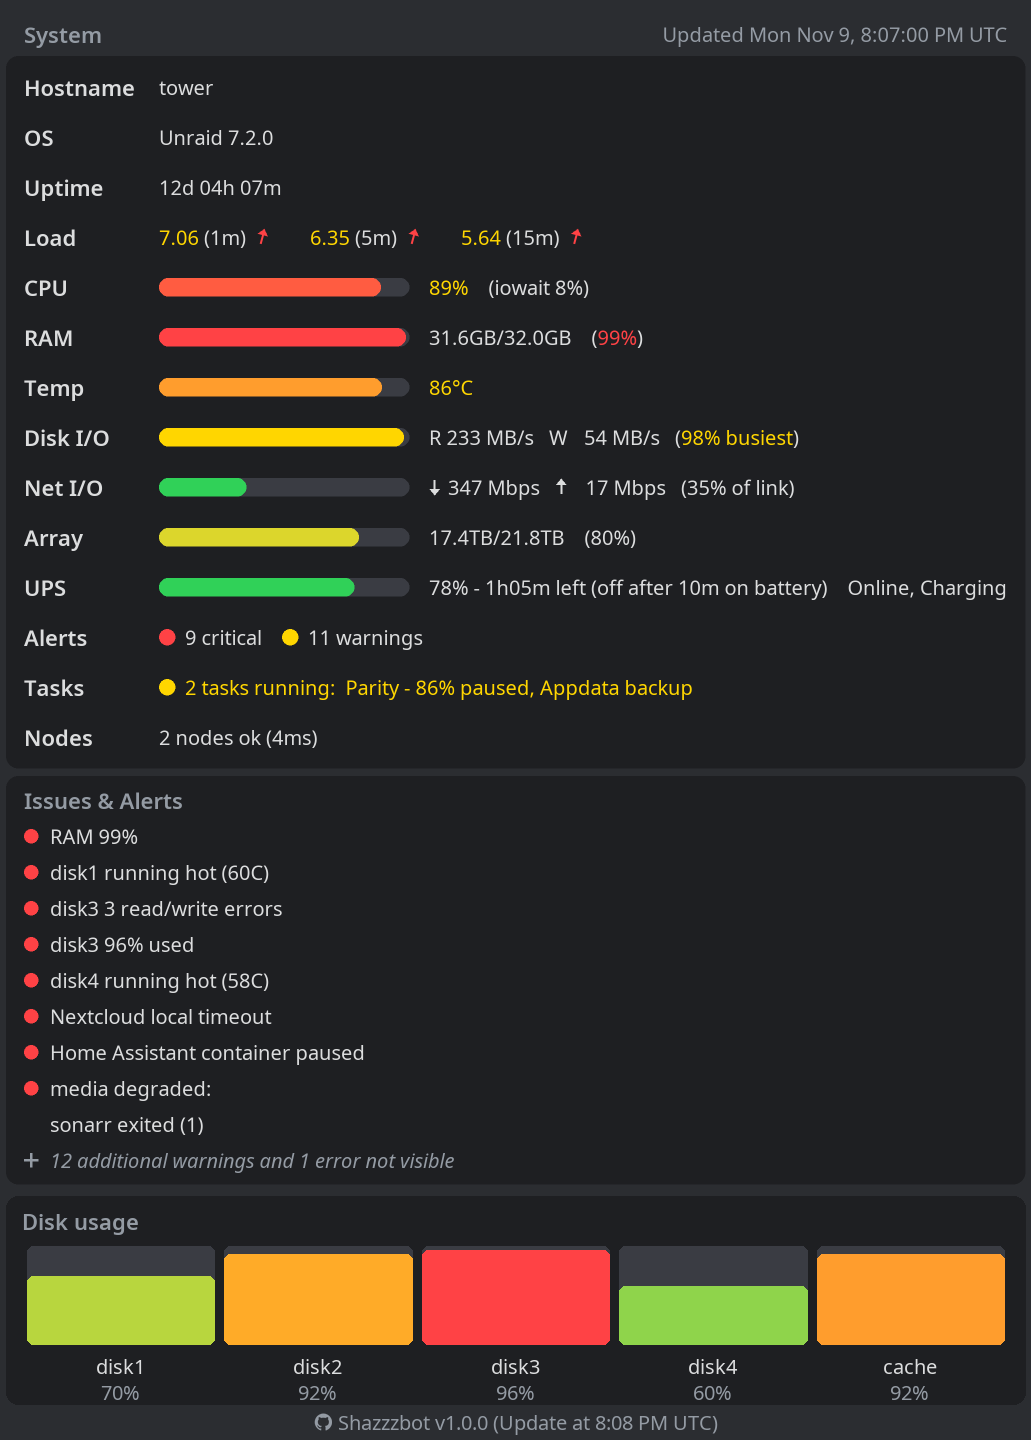 System Updated Mon Nov 9, 8:07:00 PM UTC
Hostname tower
OS Unraid 7.2.0
Uptime 12d 04h 07m
Load 7.06 (1m) ↑ 6.35 (5m) ↑ 5.64 (15m) ↑
CPU 89% (iowait 8%)
RAM 31.6GB/32.0GB (99%)
Temp 86°C
Disk I/O R 233 MB/s W 54 MB/s (98% busiest)
Net I/O ↓ 347 Mbps ↑ 17 Mbps (35% of link)
Array 17.4TB/21.8TB (80%)
UPS 78% - 1h05m left (off after 10m on battery) Online, Charging
Alerts 9 critical 11 warnings
Tasks 2 tasks running: Parity - 86% paused, Appdata backup
Nodes 2 nodes ok (4ms)
Issues & Alerts
RAM 99%
disk1 running hot (60C)
disk3 3 read/write errors
disk3 96% used
disk4 running hot (58C)
Nextcloud local timeout
Home Assistant container paused
media degraded:
sonarr exited (1)
+ 12 additional warnings and 1 error not visible
Disk usage
disk1 disk2 disk3 disk4 cache
70% 92% 96% 60% 92%
Shazzzbot v1.0.0 (Update at 8:08 PM UTC)